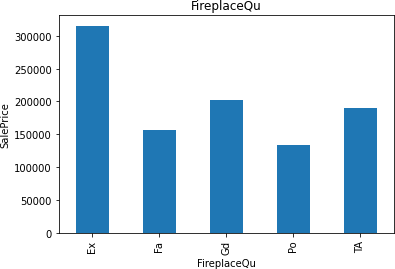 FireplaceQu
300000
250000
200000
150000
100000
50000
0
SalePrice
Ex
Fa
Gd
Po
TA
FireplaceQu